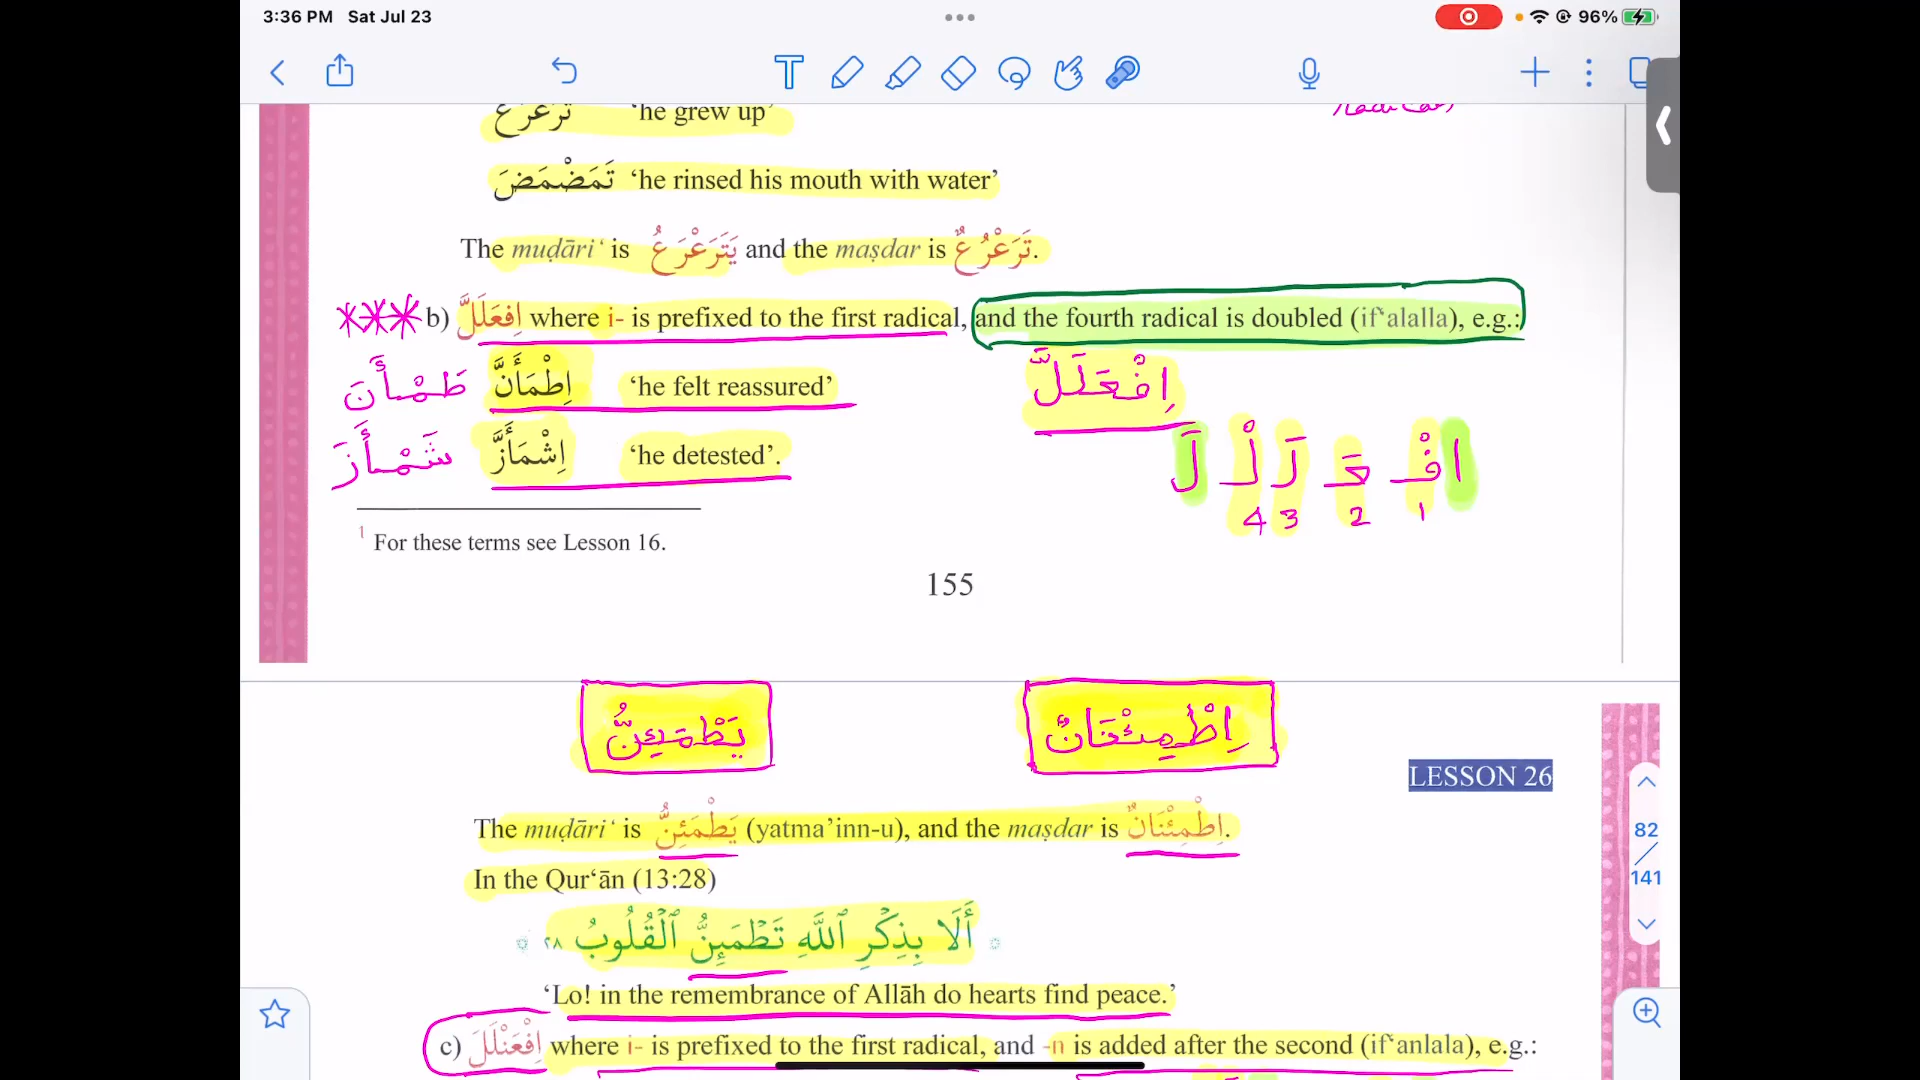 3:36 PM Sat Jul 23
96%
تَرَعْرَعَ ‘he grew up’
تَمَضْمَضَ ‘he rinsed his mouth with water’
The muḍāri‘ is يَتَرَعْرَعُ and the maṣdar is تَرَعْرُعٌ.
b) اِفْعَلَلَّ where i- is prefixed to the first radical, and the fourth radical is doubled (if‘alalla), e.g.:
طَمْأَنَ اِطْمَأَنَّ ‘he felt reassured’ اِفْعَلَلَّ
شَمْأَزَ اِشْمَأَزَّ ‘he detested’.
ا فْ عَ لَ لْ لَ
1 2 3 4
1 For these terms see Lesson 16.
155
يَطْمَئِنُّ اِطْمِئْنَانٌ
LESSON 26
The muḍāri‘ is يَطْمَئِنُّ (yatma’inn-u), and the maṣdar is اِطْمِئْنَانٌ.
82
141
In the Qur‘ān (13:28)
أَلَا بِذِكْرِ ٱللَّهِ تَطْمَئِنُّ ٱلْقُلُوبُ ٢٨
‘Lo! in the remembrance of Allāh do hearts find peace.’
c) اِفْعَنْلَلَ where i- is prefixed to the first radical, and -n is added after the second (if‘anlala), e.g.: